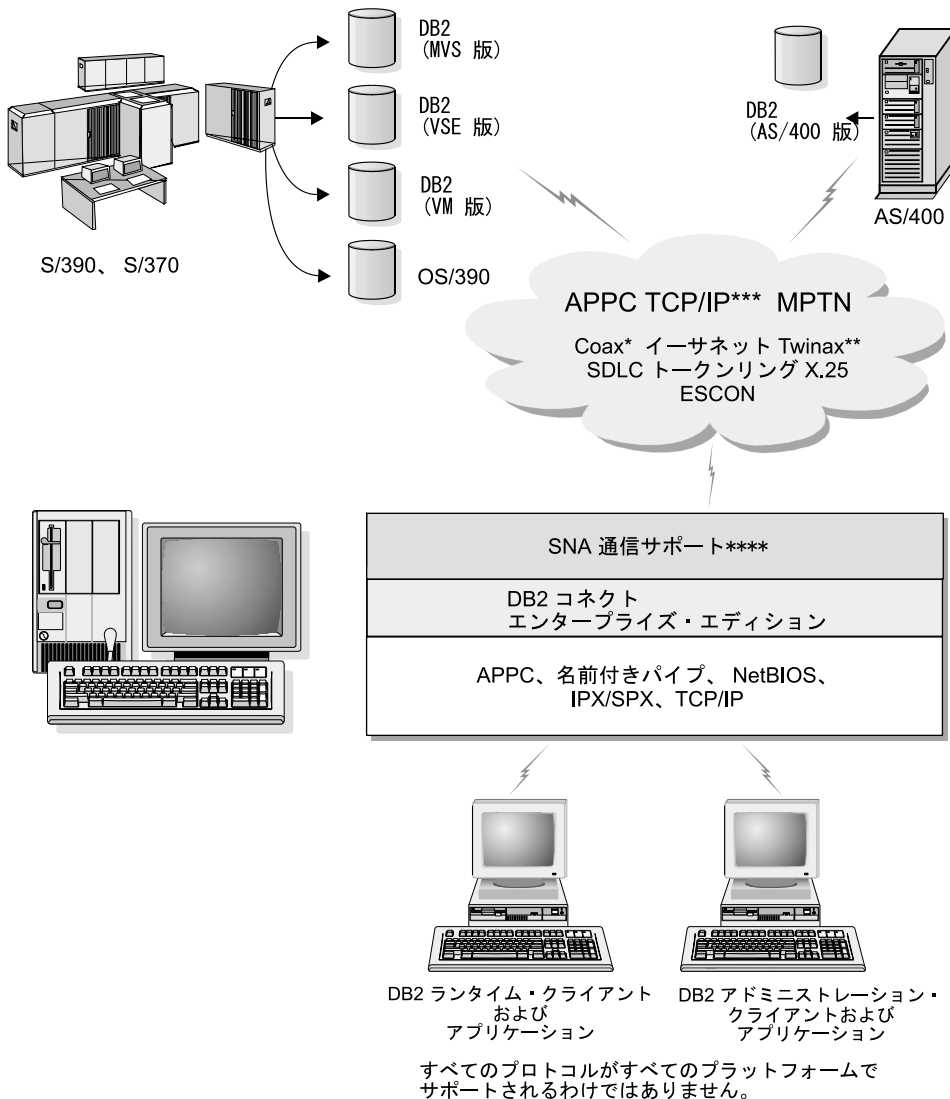 DB2
(MVS 版)
DB2
(VSE 版)
DB2
(VM 版)
OS/390
S/390、 S/370
DB2
(AS/400 版)
AS/400
APPC TCP/IP*** MPTN
Coax* イーサネット Twinax**
SDLC トークンリング X.25
ESCON
SNA 通信サポート****
DB2 コネクト
エンタープライズ・エディション
APPC、名前付きパイプ、 NetBIOS、
IPX/SPX、TCP/IP
DB2 ランタイム・クライアント
および
アプリケーション
DB2 アドミニストレーション・
クライアントおよび
アプリケーション
すべてのプロトコルがすべてのプラットフォームで
サポートされるわけではありません。